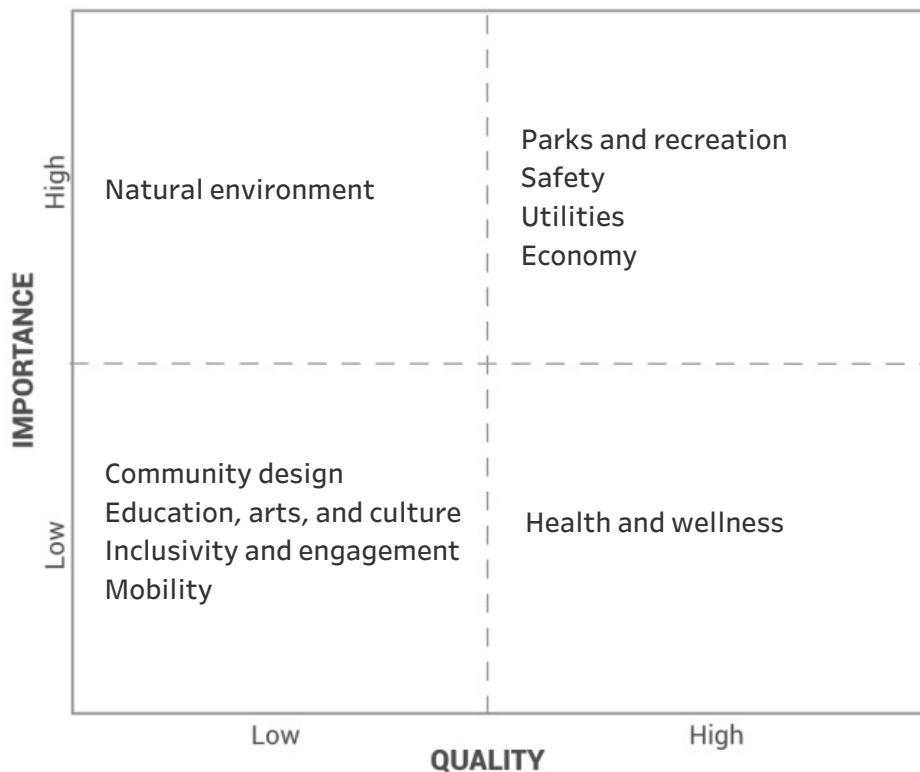 IMPORTANCE
High
Low
Natural environment
Parks and recreation
Safety
Utilities
Economy
Community design
Education, arts, and culture
Inclusivity and engagement
Mobility
Health and wellness
Low
High
QUALITY